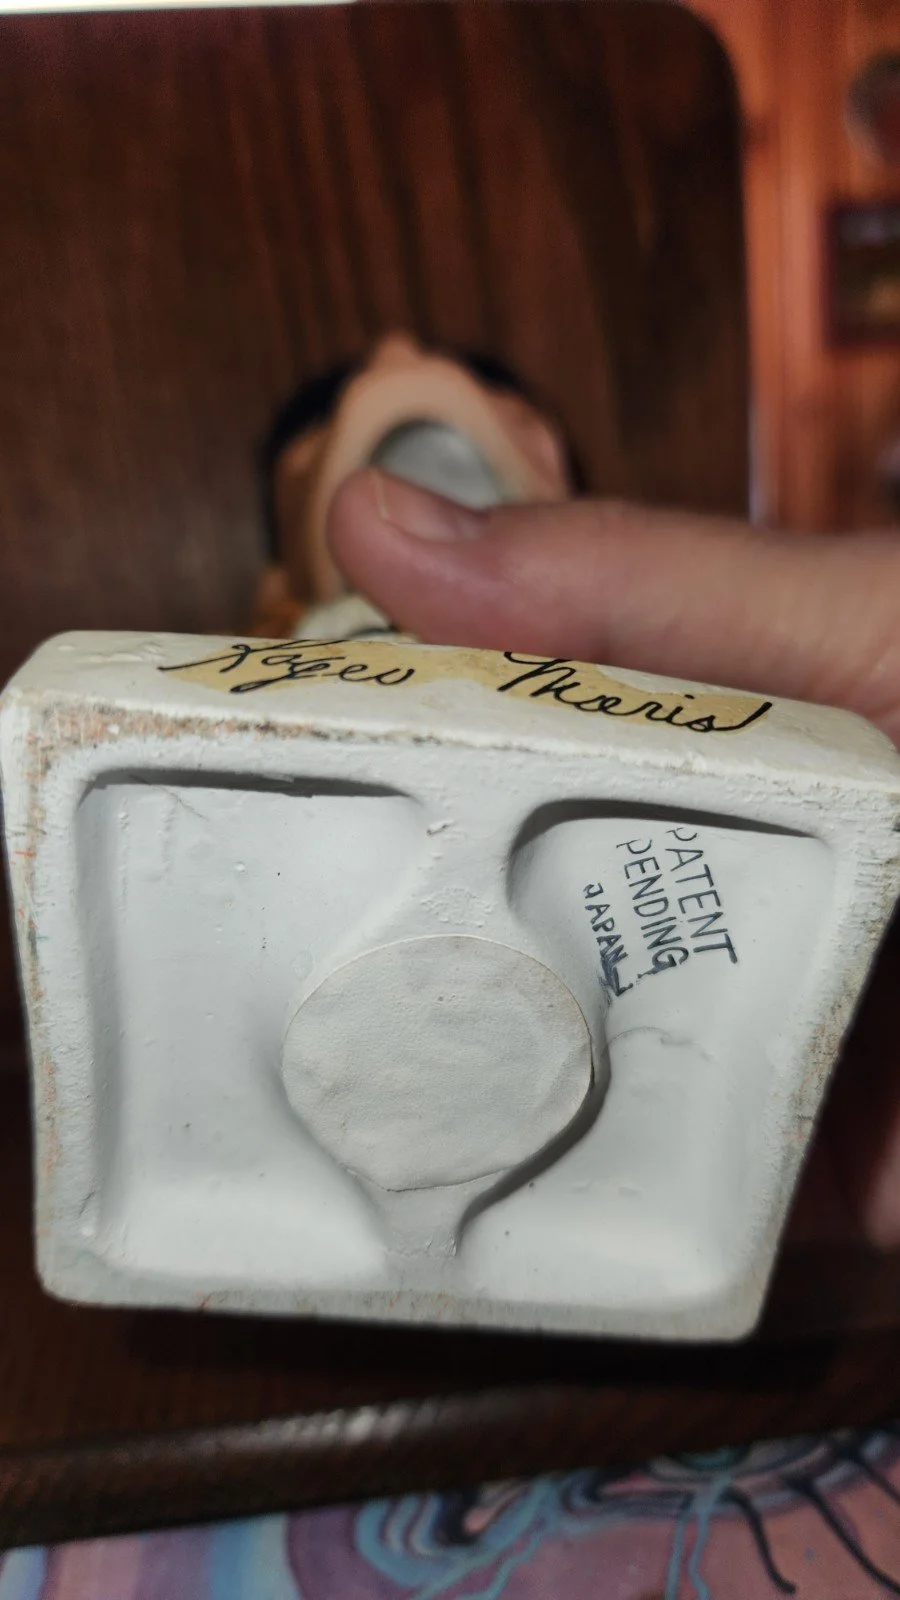 Roger Maris
PATENT
PENDING
JAPAN